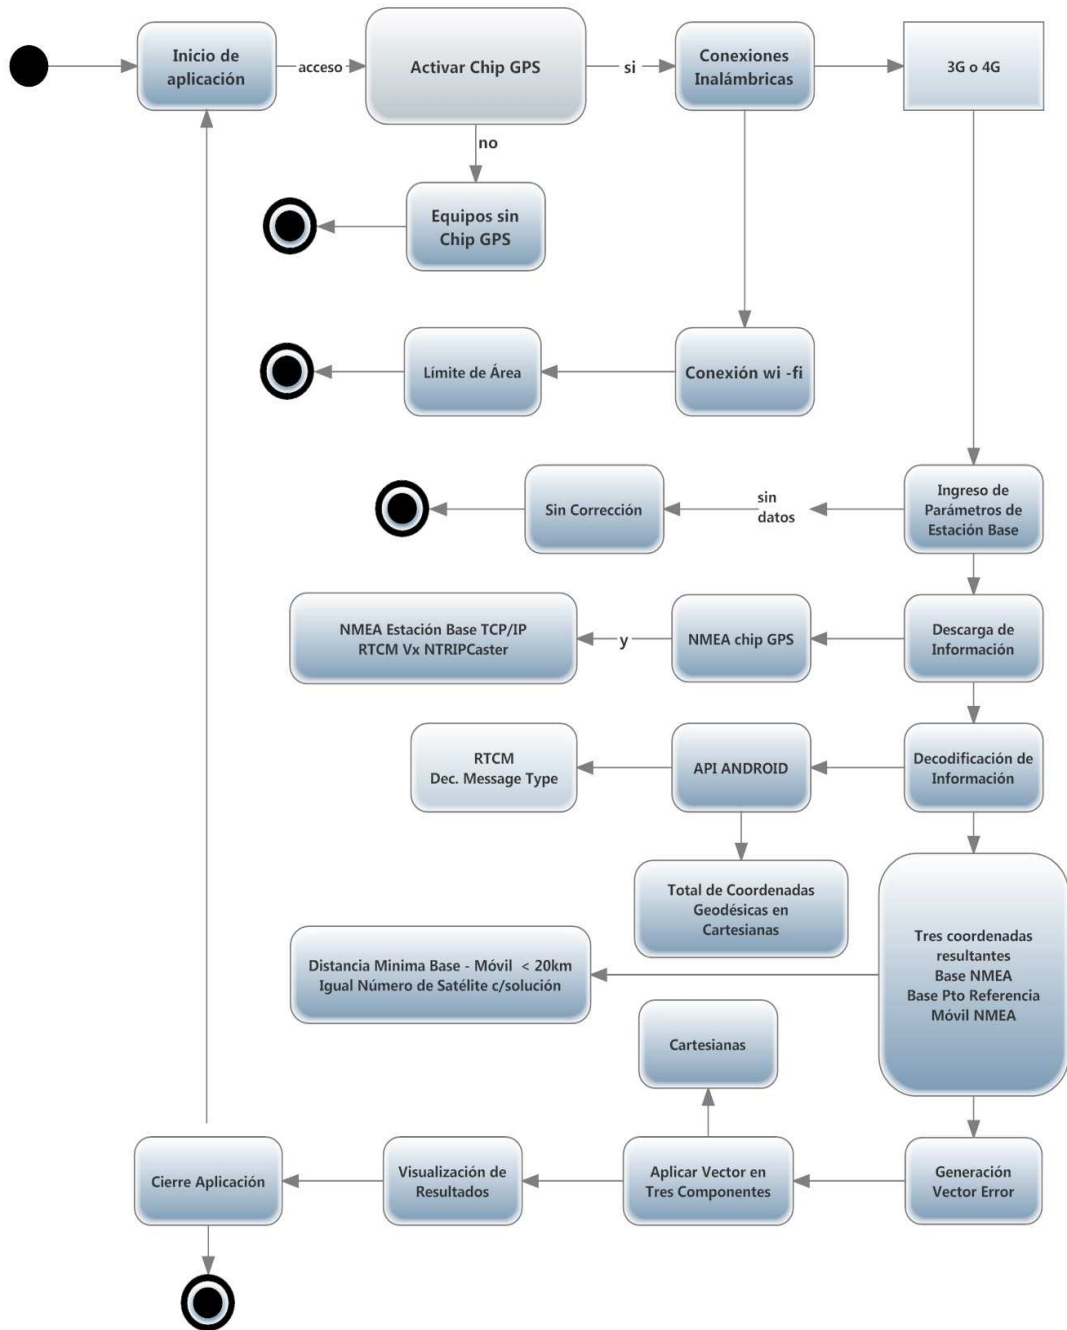 Inicio de
aplicación
acceso
Activar Chip GPS
si
Conexiones
Inalámbricas
3G o 4G
no
Equipos sin
Chip GPS
Límite de Área
Conexión wi -fi
Sin Corrección
sin
datos
Ingreso de
Parámetros de
Estación Base
NMEA Estación Base TCP/IP
RTCM Vx NTRIPCaster
y
NMEA chip GPS
Descarga de
Información
RTCM
Dec. Message Type
API ANDROID
Decodificación de
Información
Total de Coordenadas
Geodésicas en
Cartesianas
Tres coordenadas
resultantes
Base NMEA
Base Pto Referencia
Móvil NMEA
Distancia Minima Base - Móvil < 20km
Igual Número de Satélite c/solución
Cartesianas
Cierre Aplicación
Visualización de
Resultados
Aplicar Vector en
Tres Componentes
Generación
Vector Error